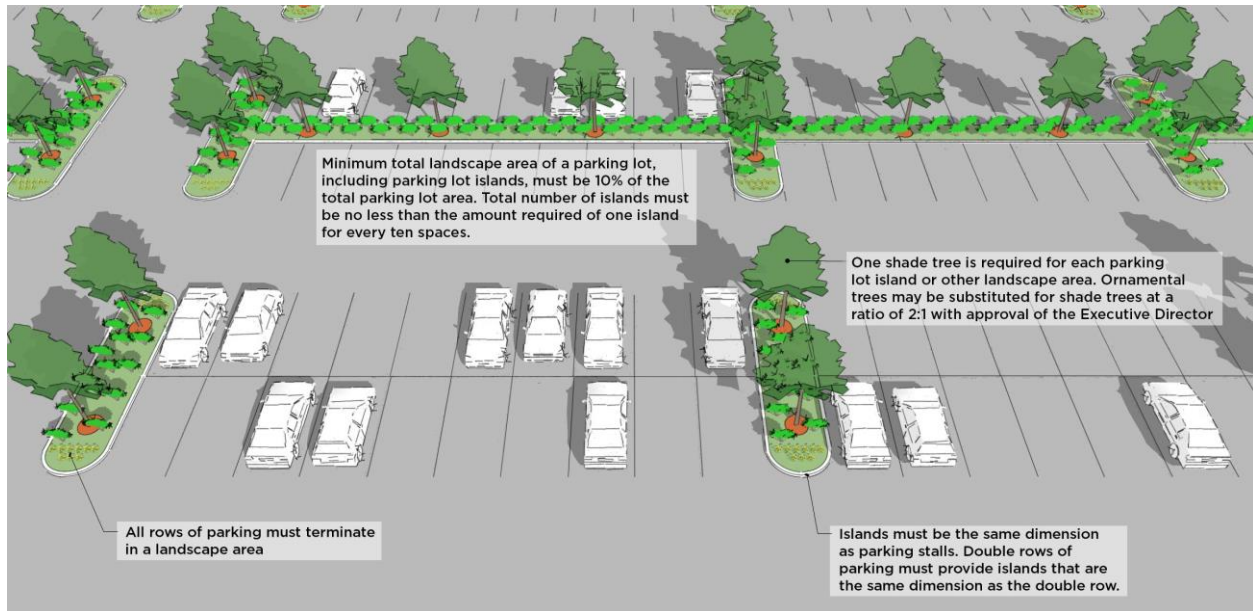 Minimum total landscape area of a parking lot,
including parking lot islands, must be 10% of the
total parking lot area. Total number of islands must
be no less than the amount required of one island
for every ten spaces.
One shade tree is required for each parking
lot island or other landscape area. Ornamental
trees may be substituted for shade trees at a
ratio of 2:1 with approval of the Executive Director
All rows of parking must terminate
in a landscape area
Islands must be the same dimension
as parking stalls. Double rows of
parking must provide islands that are
the same dimension as the double row.